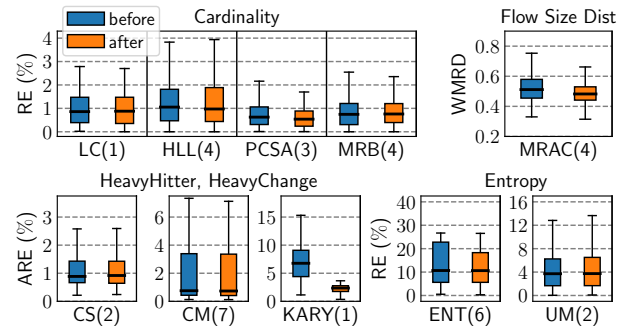 Cardinality
Flow Size Dist
before
after
RE (%)
4
3
2
1
0
LC(1)
HLL(4)
PCSA(3)
MRB(4)
WMRD
0.8
0.6
0.4
0.2
MRAC(4)
HeavyHitter, HeavyChange
Entropy
ARE (%)
3
2
1
0
CS(2)
6
4
2
0
CM(7)
15
10
5
0
KARY(1)
RE (%)
40
30
20
10
0
ENT(6)
16
12
8
4
0
UM(2)